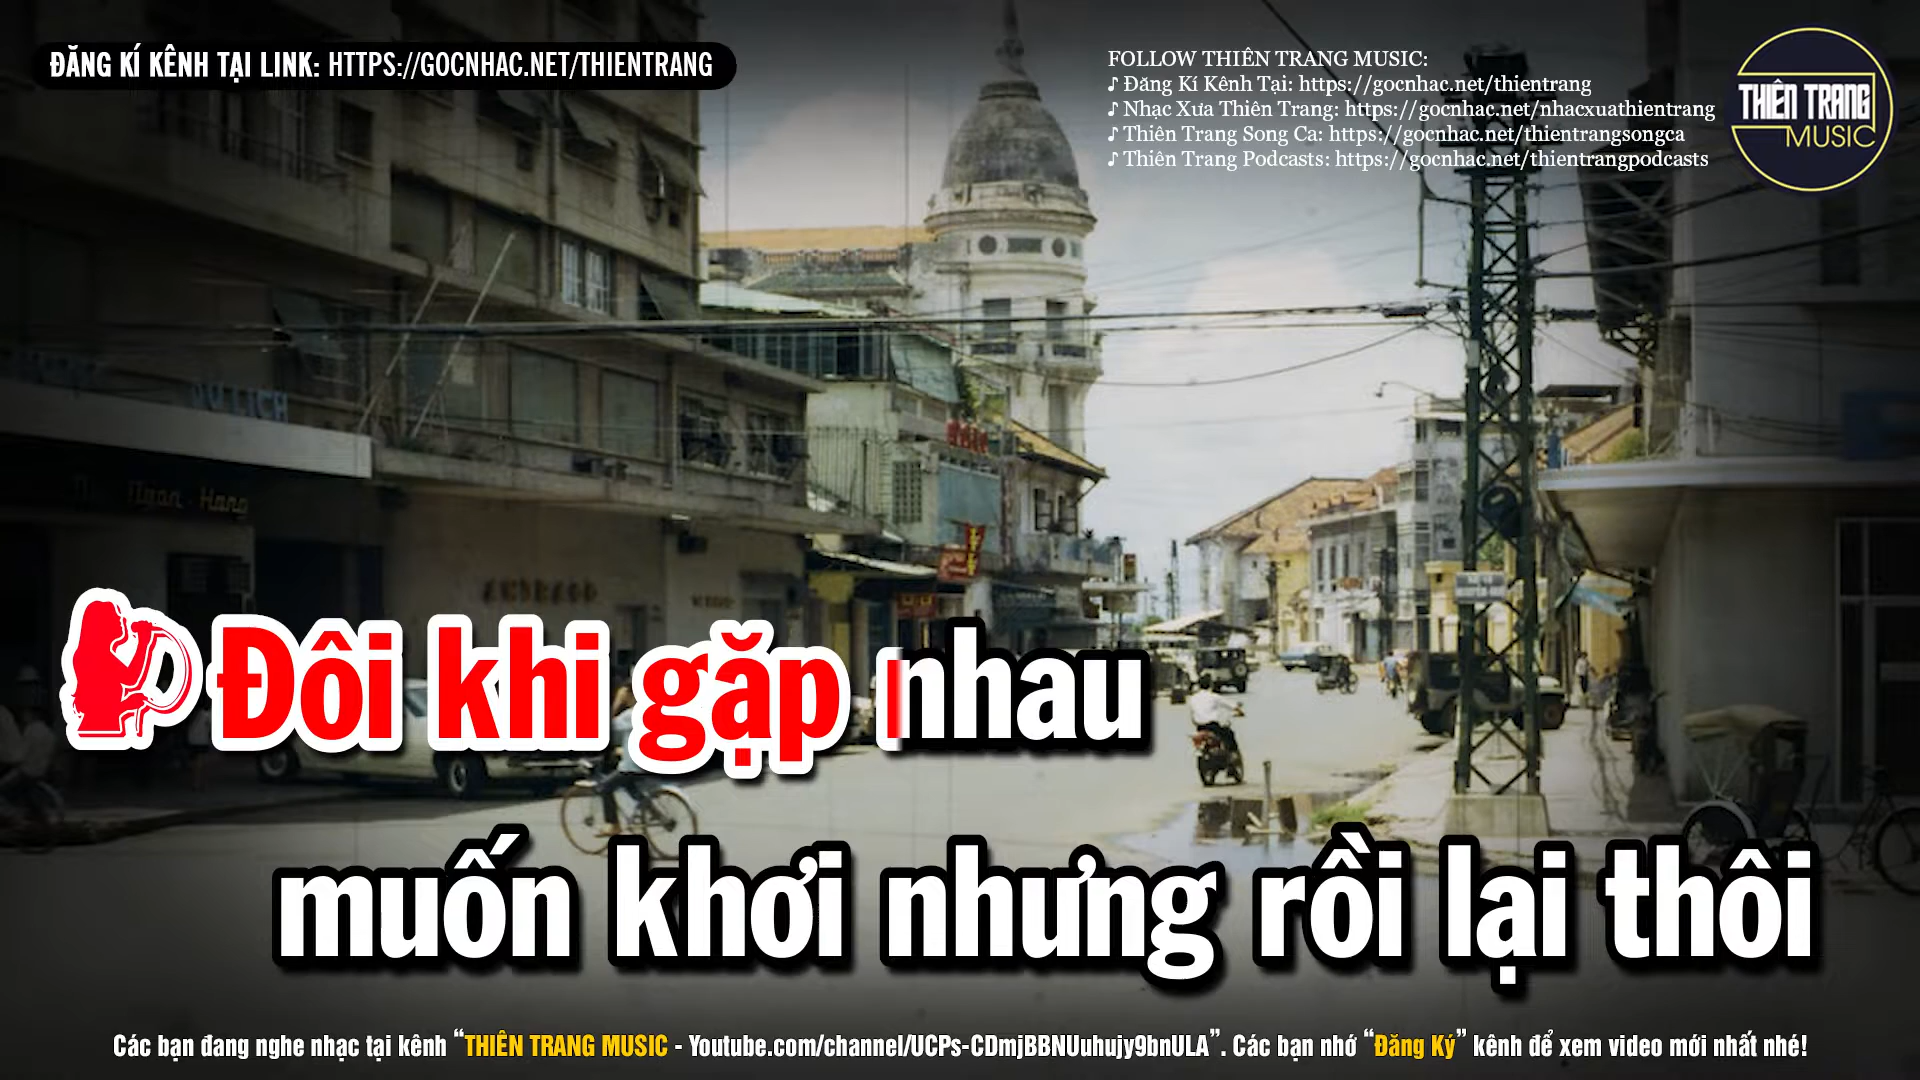 ĐĂNG KÍ KÊNH TẠI LINK: HTTPS://GOCNHAC.NET/THIENTRANG
FOLLOW THIÊN TRANG MUSIC:
♪ Đăng Kí Kênh Tại: https://gocnhac.net/thientrang
♪ Nhạc Xưa Thiên Trang: https://gocnhac.net/nhacxuathientrang
♪ Thiên Trang Song Ca: https://gocnhac.net/thientrangsongca
♪ Thiên Trang Podcasts: https://gocnhac.net/thientrangpodcasts
THIÊN TRANG
MUSIC
DU LICH
Ngan - Hang
Đôi khi gặp nhau
muốn khơi nhưng rồi lại thôi
Các bạn đang nghe nhạc tại kênh “THIÊN TRANG MUSIC - Youtube.com/channel/UCPs-CDmjBBNUuhujy9bnULA”. Các bạn nhớ “Đăng Ký” kênh để xem video mới nhất nhé!